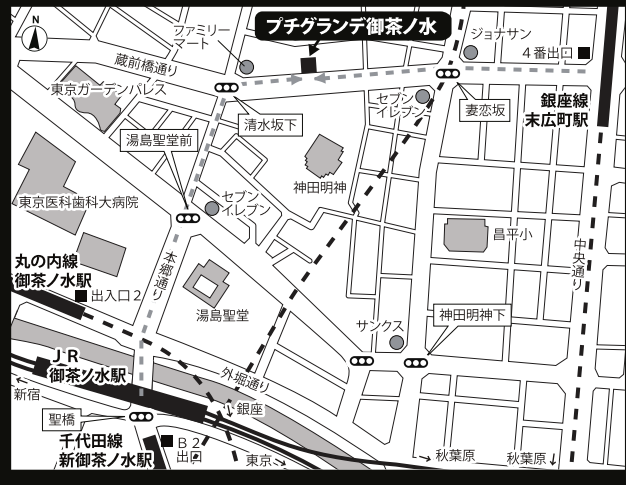 N
ファミリー
マート
プチグランデ御茶ノ水
ジョナサン
4番出口
蔵前橋通り
東京ガーデンパレス
セブン
イレブン
妻恋坂
銀座線
末広町駅
清水坂下
湯島聖堂前
神田明神
東京医科歯科大病院
セブン
イレブン
昌平小
中央通り
丸の内線
御茶ノ水駅
出入口2
本郷通り
湯島聖堂
神田明神下
サンクス
JR
御茶ノ水駅
外堀通り
←新宿
銀座
聖橋
千代田線
新御茶ノ水駅
B2
出口
東京→
→秋葉原
秋葉原↓